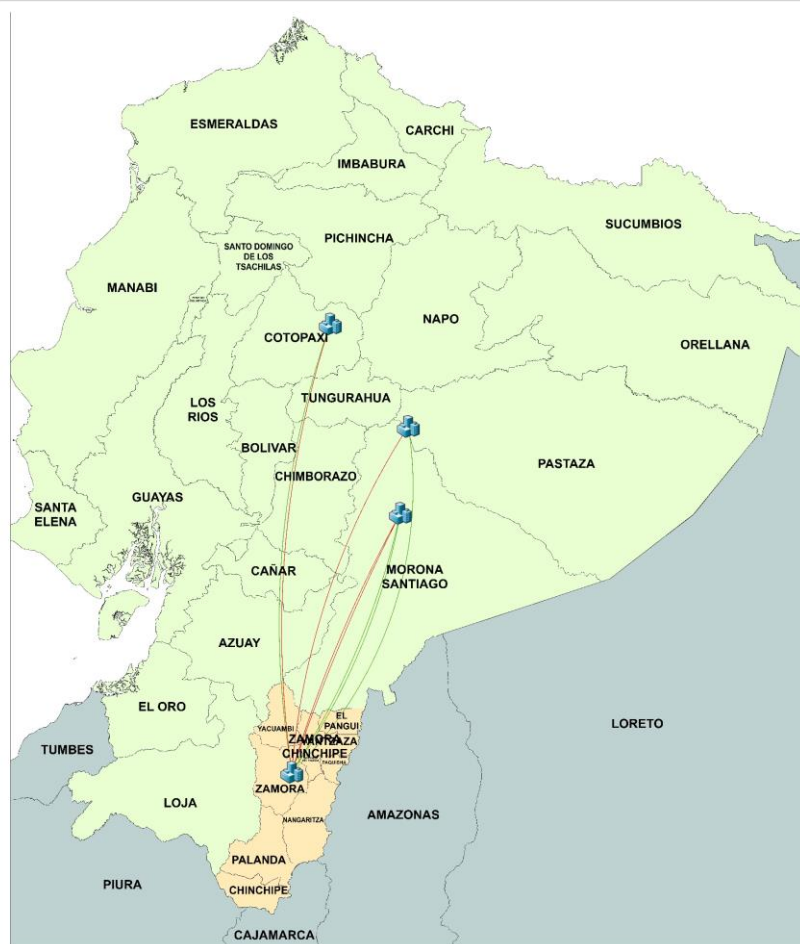 ESMERALDAS
CARCHI
IMBABURA
SUCUMBIOS
PICHINCHA
SANTO DOMINGO
DE LOS
TSACHILAS
MANABI
NAPO
COTOPAXI
ORELLANA
TUNGURAHUA
LOS
RIOS
BOLIVAR
PASTAZA
CHIMBORAZO
GUAYAS
SANTA
ELENA
CAÑAR
MORONA
SANTIAGO
AZUAY
EL ORO
EL
PANGUI
YACUAMBI
LORETO
ZAMORA
CHINCHIPE
YANTZAZA
TUMBES
PAQUISHA
ZAMORA
LOJA
AMAZONAS
NANGARITZA
PALANDA
PIURA
CHINCHIPE
CAJAMARCA